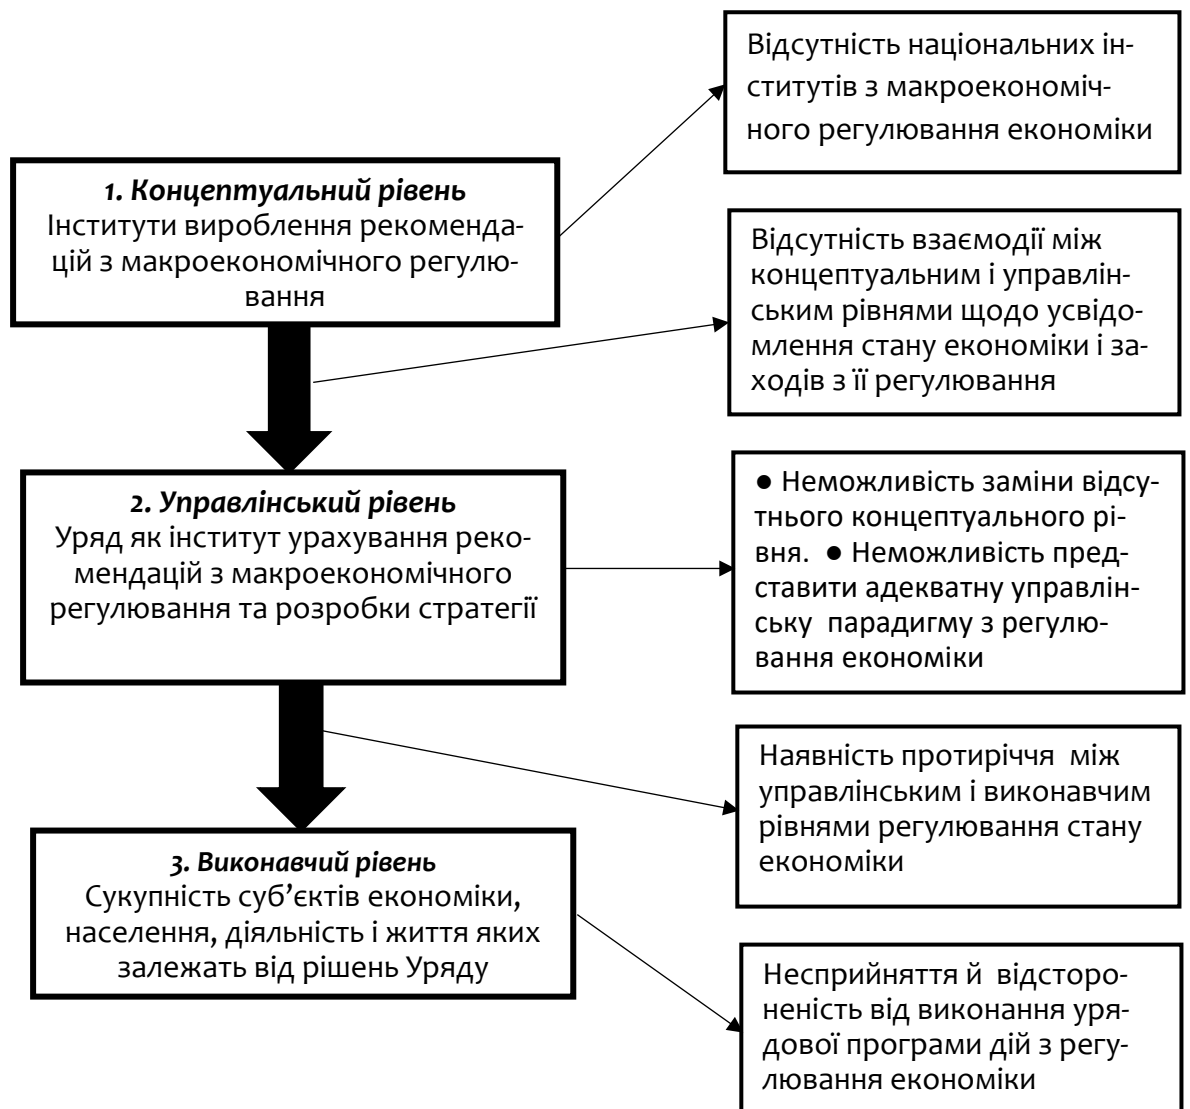 Відсутність національних ін-
ститутів з макроекономіч-
ного регулювання економіки
1. Концептуальний рівень
Інститути вироблення рекоменда-
цій з макроекономічного регулю-
вання
Відсутність взаємодії між
концептуальним і управлін-
ським рівнями щодо усвідо-
млення стану економіки і за-
ходів з її регулювання
2. Управлінський рівень
Уряд як інститут урахування реко-
мендацій з макроекономічного
регулювання та розробки стратегії
● Неможливість заміни відсу-
тнього концептуального рі-
вня. ● Неможливість пред-
ставити адекватну управлін-
ську парадигму з регулю-
вання економіки
Наявність протиріччя між
управлінським і виконавчим
рівнями регулювання стану
економіки
3. Виконавчий рівень
Сукупність суб’єктів економіки,
населення, діяльність і життя яких
залежать від рішень Уряду
Несприйняття й відсторо-
неність від виконання уря-
дової програми дій з регу-
лювання економіки